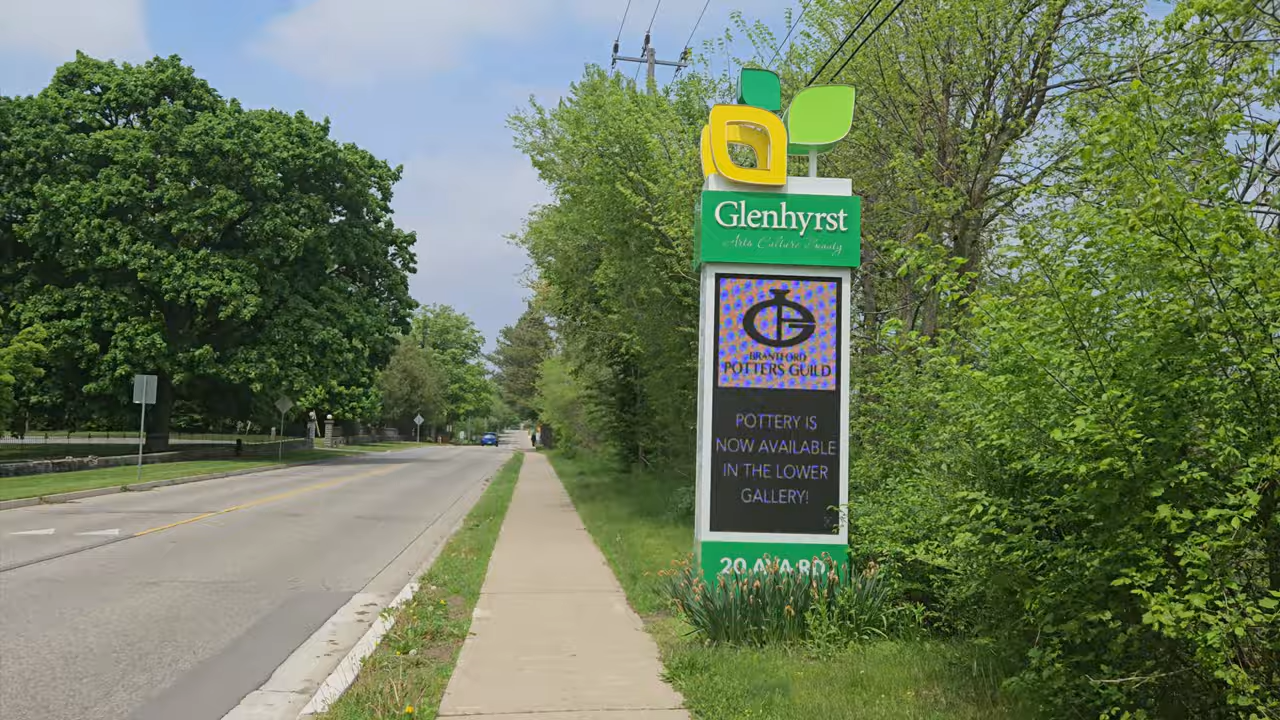 Glenhyrst
Arts Culture Beauty
BRANTFORD
POTTERS GUILD
POTTERY IS
NOW AVAILABLE
IN THE LOWER
GALLERY!
20 AVA RD.